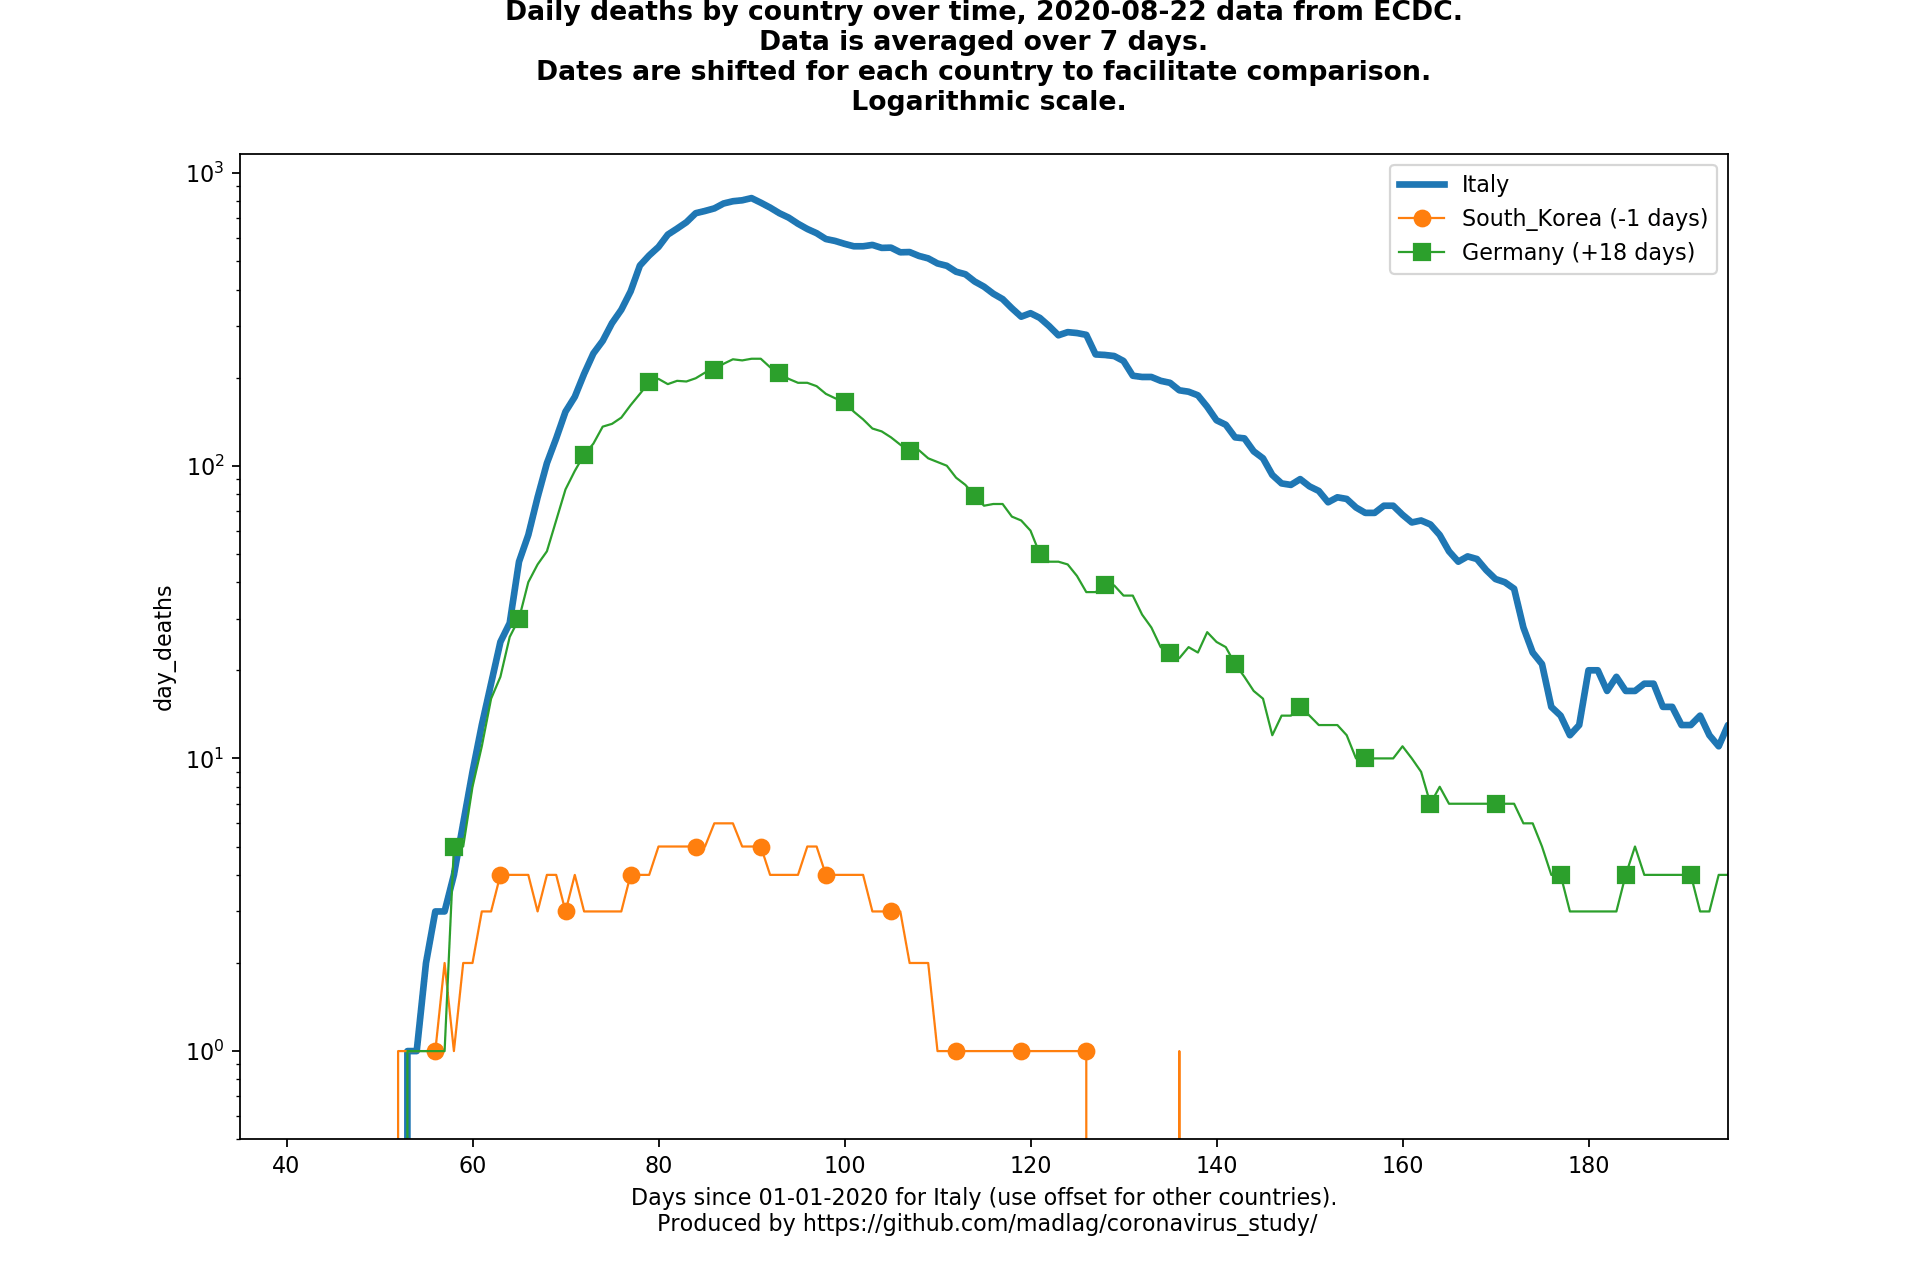 Daily deaths by country over time, 2020-08-22 data from ECDC.
Data is averaged over 7 days.
Dates are shifted for each country to facilitate comparison.
Logarithmic scale.
10³
10²
10¹
10⁰
day_deaths
Italy
South_Korea (-1 days)
Germany (+18 days)
40 60 80 100 120 140 160 180
Days since 01-01-2020 for Italy (use offset for other countries).
Produced by https://github.com/madlag/coronavirus_study/